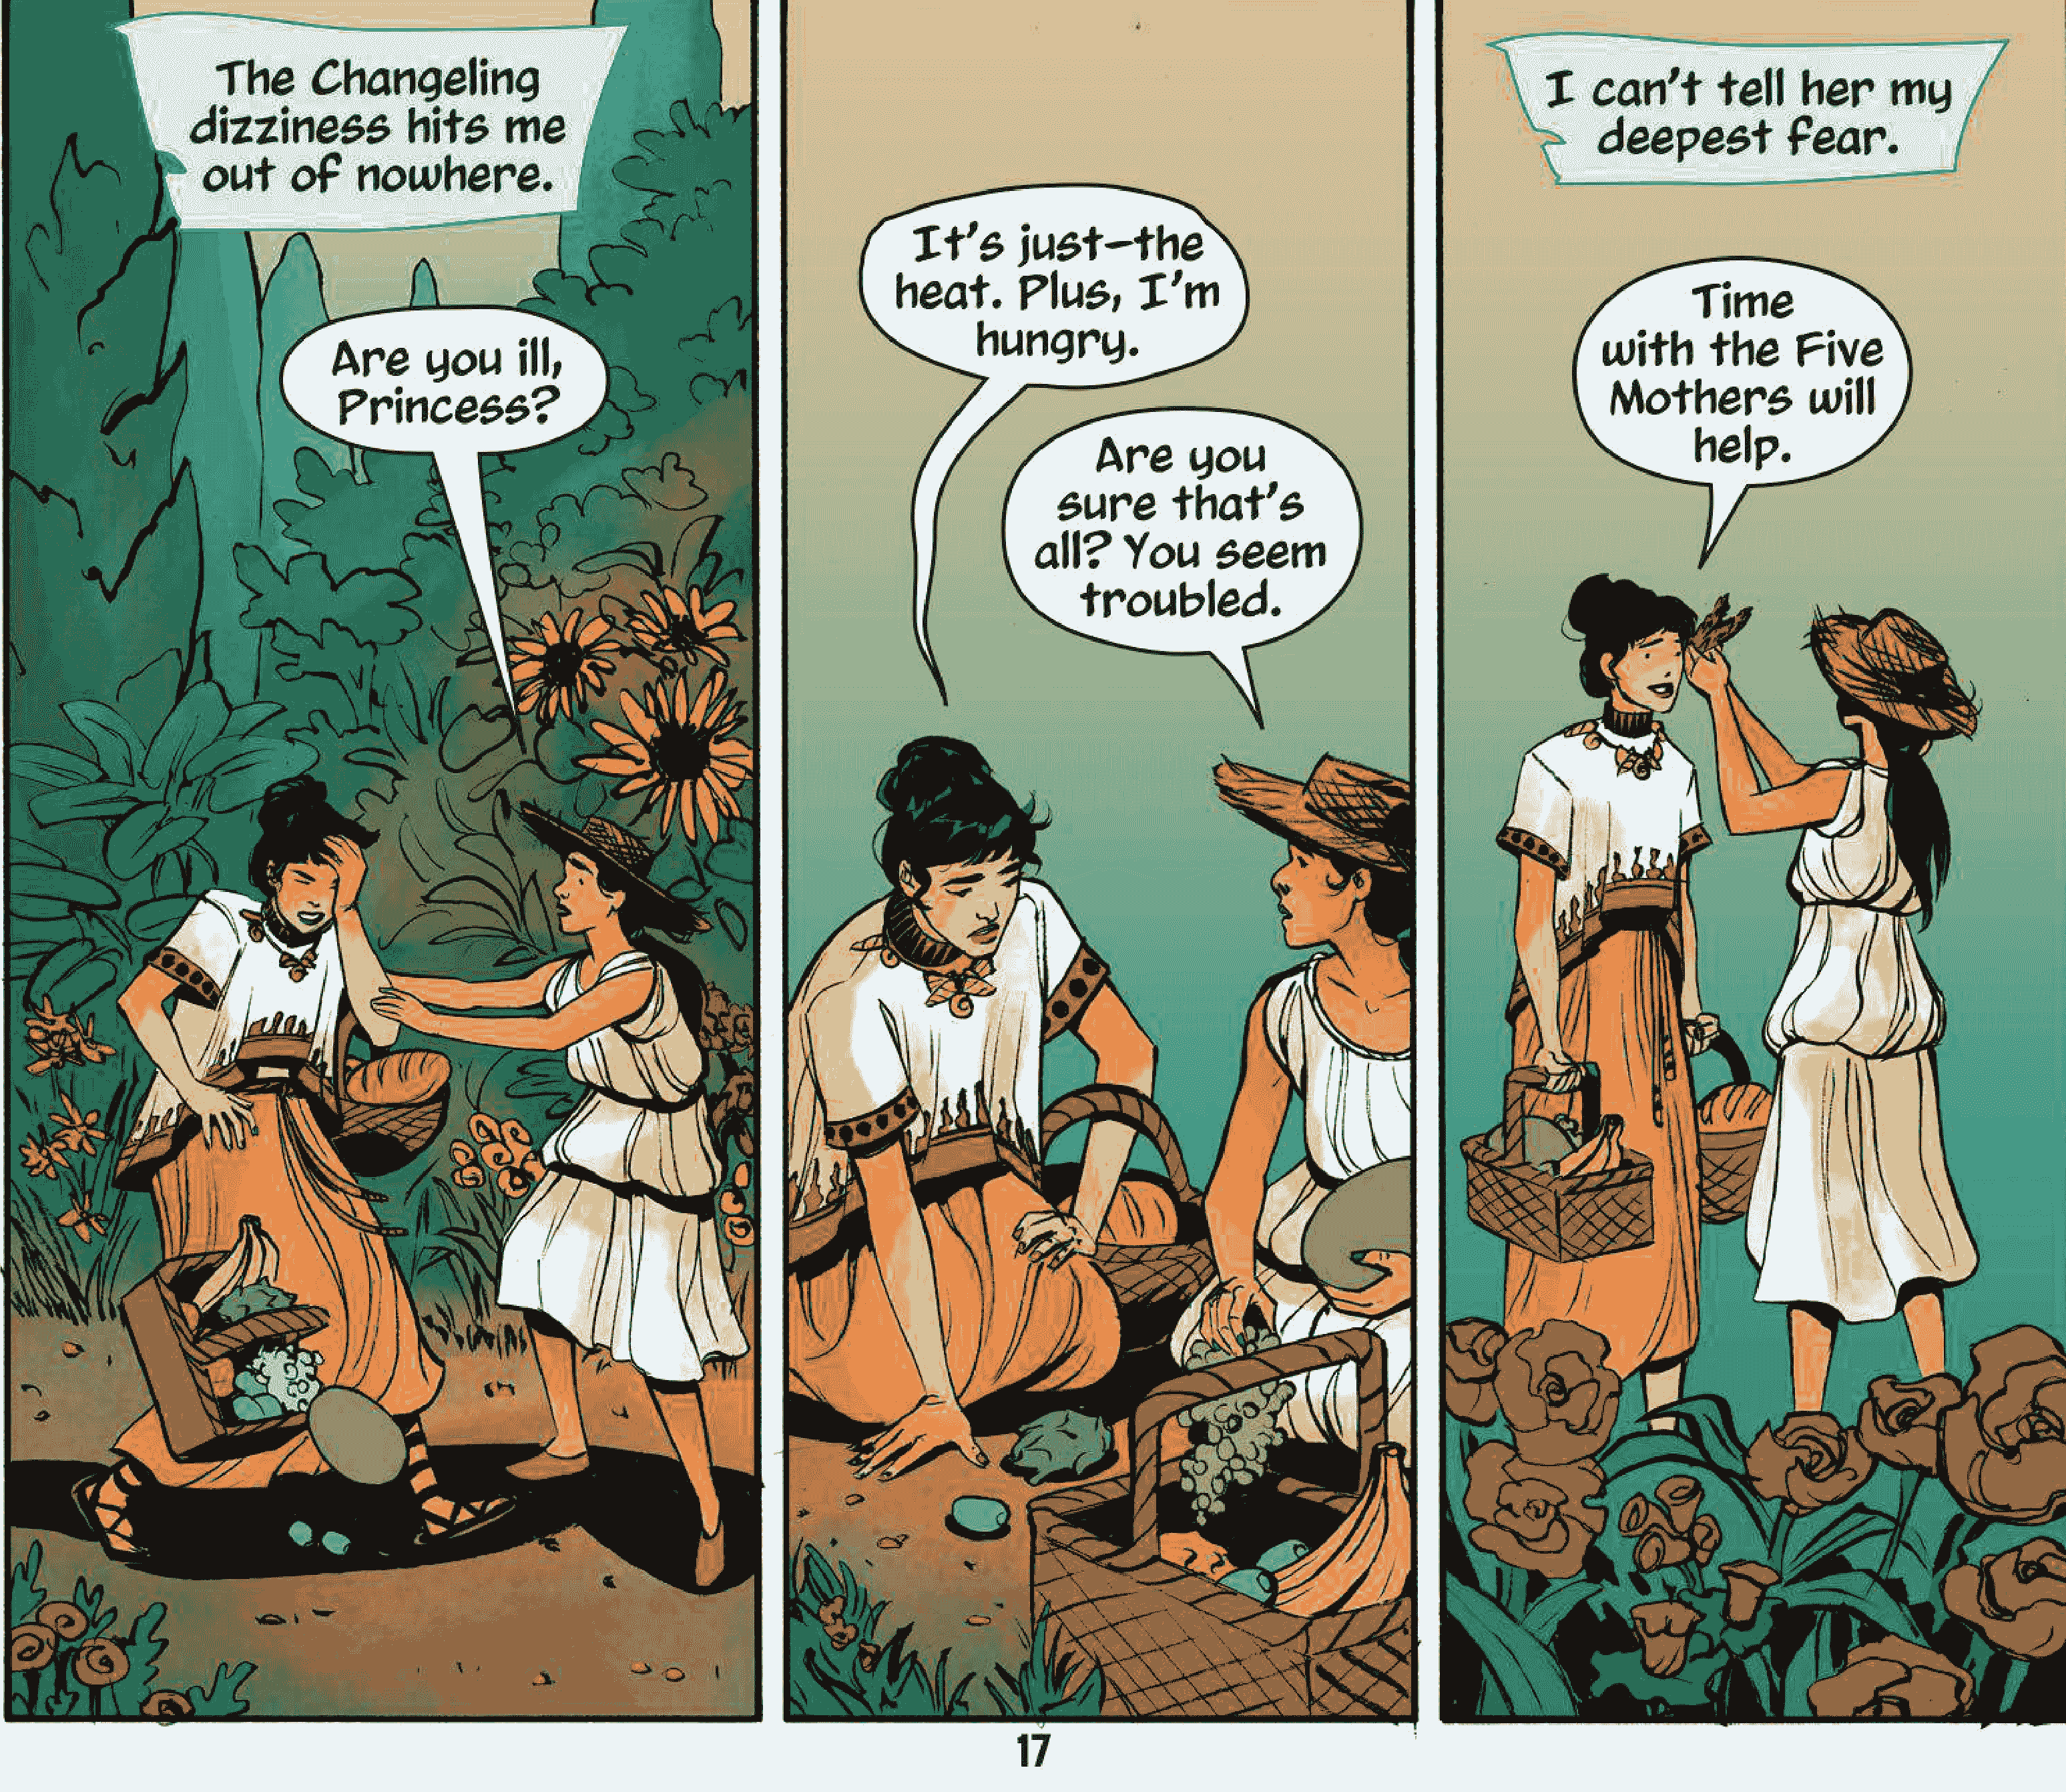 The Changeling
dizziness hits me
out of nowhere.
Are you ill,
Princess?
It's just–the
heat. Plus, I'm
hungry.
Are you
sure that's
all? You seem
troubled.
I can't tell her my
deepest fear.
Time
with the Five
Mothers will
help.
17